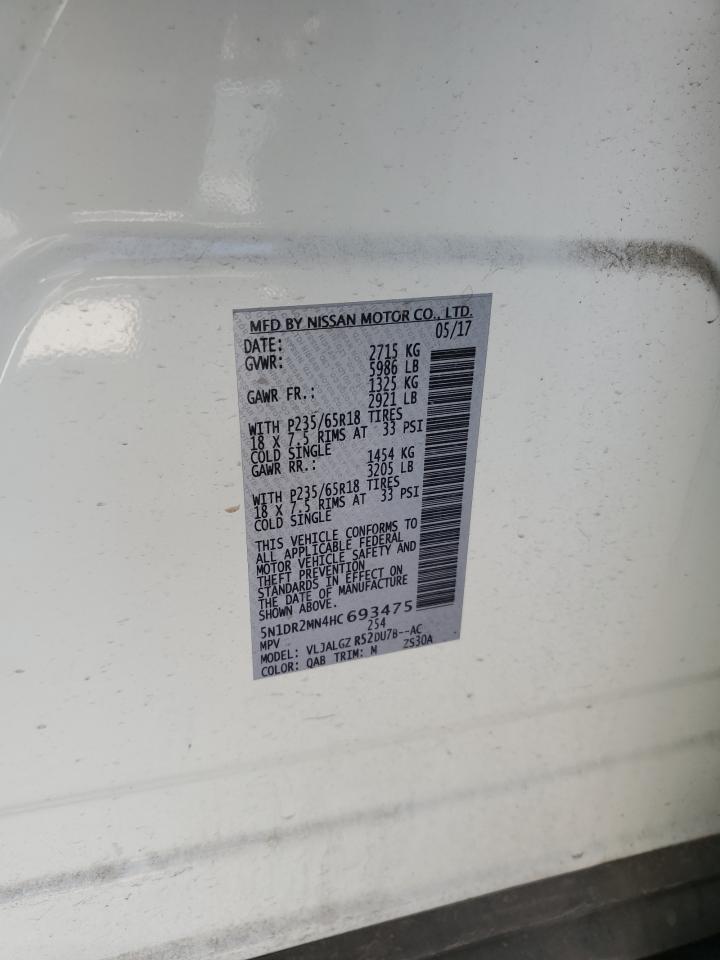 MFD BY NISSAN MOTOR CO., LTD.
DATE: 05/17
GVWR: 2715 KG
5986 LB
GAWR FR.: 1325 KG
2921 LB
WITH P235/65R18 TIRES
18 X 7.5 RIMS AT 33 PSI
COLD SINGLE
GAWR RR.: 1454 KG
3205 LB
WITH P235/65R18 TIRES
18 X 7.5 RIMS AT 33 PSI
COLD SINGLE
THIS VEHICLE CONFORMS TO
ALL APPLICABLE FEDERAL
MOTOR VEHICLE SAFETY AND
THEFT PREVENTION
STANDARDS IN EFFECT ON
THE DATE OF MANUFACTURE
SHOWN ABOVE.
5N1DR2MN4HC693475
MPV 254
MODEL: VLJALGZ R52DU7B--AC
COLOR: QAB TRIM: N ZS30A